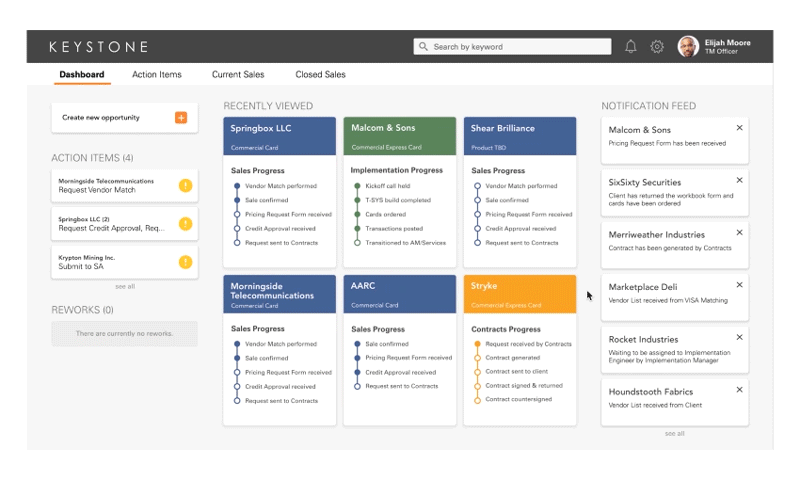 KEYSTONE
Search by keyword
Elijah Moore
TM Officer
Dashboard
Action Items
Current Sales
Closed Sales
Create new opportunity
ACTION ITEMS (4)
Morningside Telecommunications
Request Vendor Match
Springbox LLC (2)
Request Credit Approval, Req...
Krypton Mining Inc.
Submit to SA
see all
REWORKS (0)
There are currently no reworks.
RECENTLY VIEWED
Springbox LLC
Commercial Card
Sales Progress
Vendor Match performed
Sale confirmed
Pricing Request Form received
Credit Approval received
Request sent to Contracts
Malcom & Sons
Commercial Express Card
Implementation Progress
Kickoff call held
T-SYS build completed
Cards ordered
Transactions posted
Transitioned to AM/Services
Shear Brilliance
Product TBD
Sales Progress
Vendor Match performed
Sale confirmed
Pricing Request Form received
Credit Approval received
Request sent to Contracts
Morningside
Telecommunications
Commercial Card
Sales Progress
Vendor Match performed
Sale confirmed
Pricing Request Form received
Credit Approval received
Request sent to Contracts
AARC
Commercial Card
Sales Progress
Sale confirmed
Pricing Request Form received
Credit Approval received
Request sent to Contracts
Stryke
Commercial Express Card
Contracts Progress
Request received by Contracts
Contract generated
Contract sent to client
Contract signed & returned
Contract countersigned
NOTIFICATION FEED
Malcom & Sons
Pricing Request Form has been received
SixSixty Securities
Client has returned the workbook form and
cards have been ordered
Merriweather Industries
Contract has been generated by Contracts
Marketplace Deli
Vendor List received from VISA Matching
Rocket Industries
Waiting to be assigned to Implementation
Engineer by Implementation Manager
Houndstooth Fabrics
Vendor List received from Client
see all